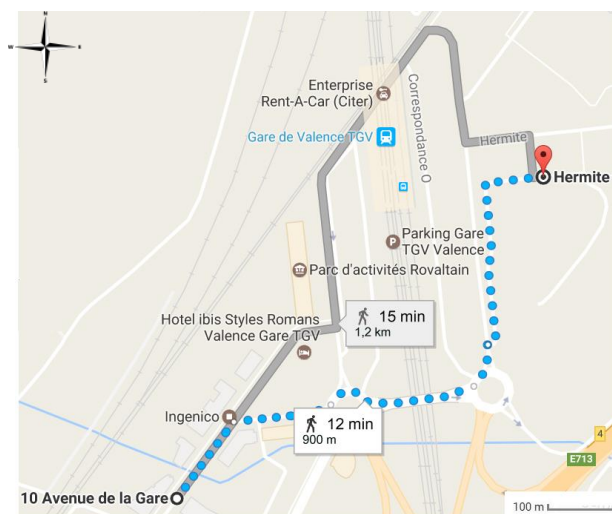 N
W
E
S
Enterprise
Rent-A-Car (Citer)
Correspondance O
Gare de Valence TGV
Hermite
Hermite
Parking Gare
TGV Valence
Parc d'activités Rovaltain
15 min
1,2 km
Hotel ibis Styles Romans
Valence Gare TGV
Ingenico
12 min
900 m
4
E713
10 Avenue de la Gare
100 m